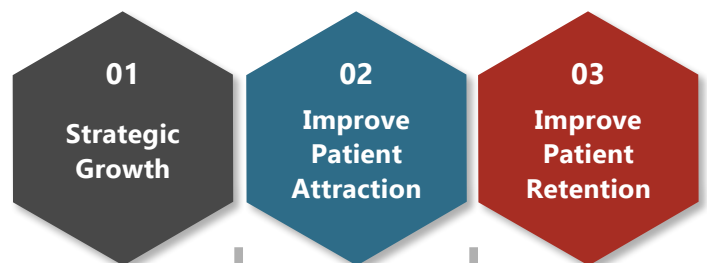 01
Strategic
Growth
02
Improve
Patient
Attraction
03
Improve
Patient
Retention